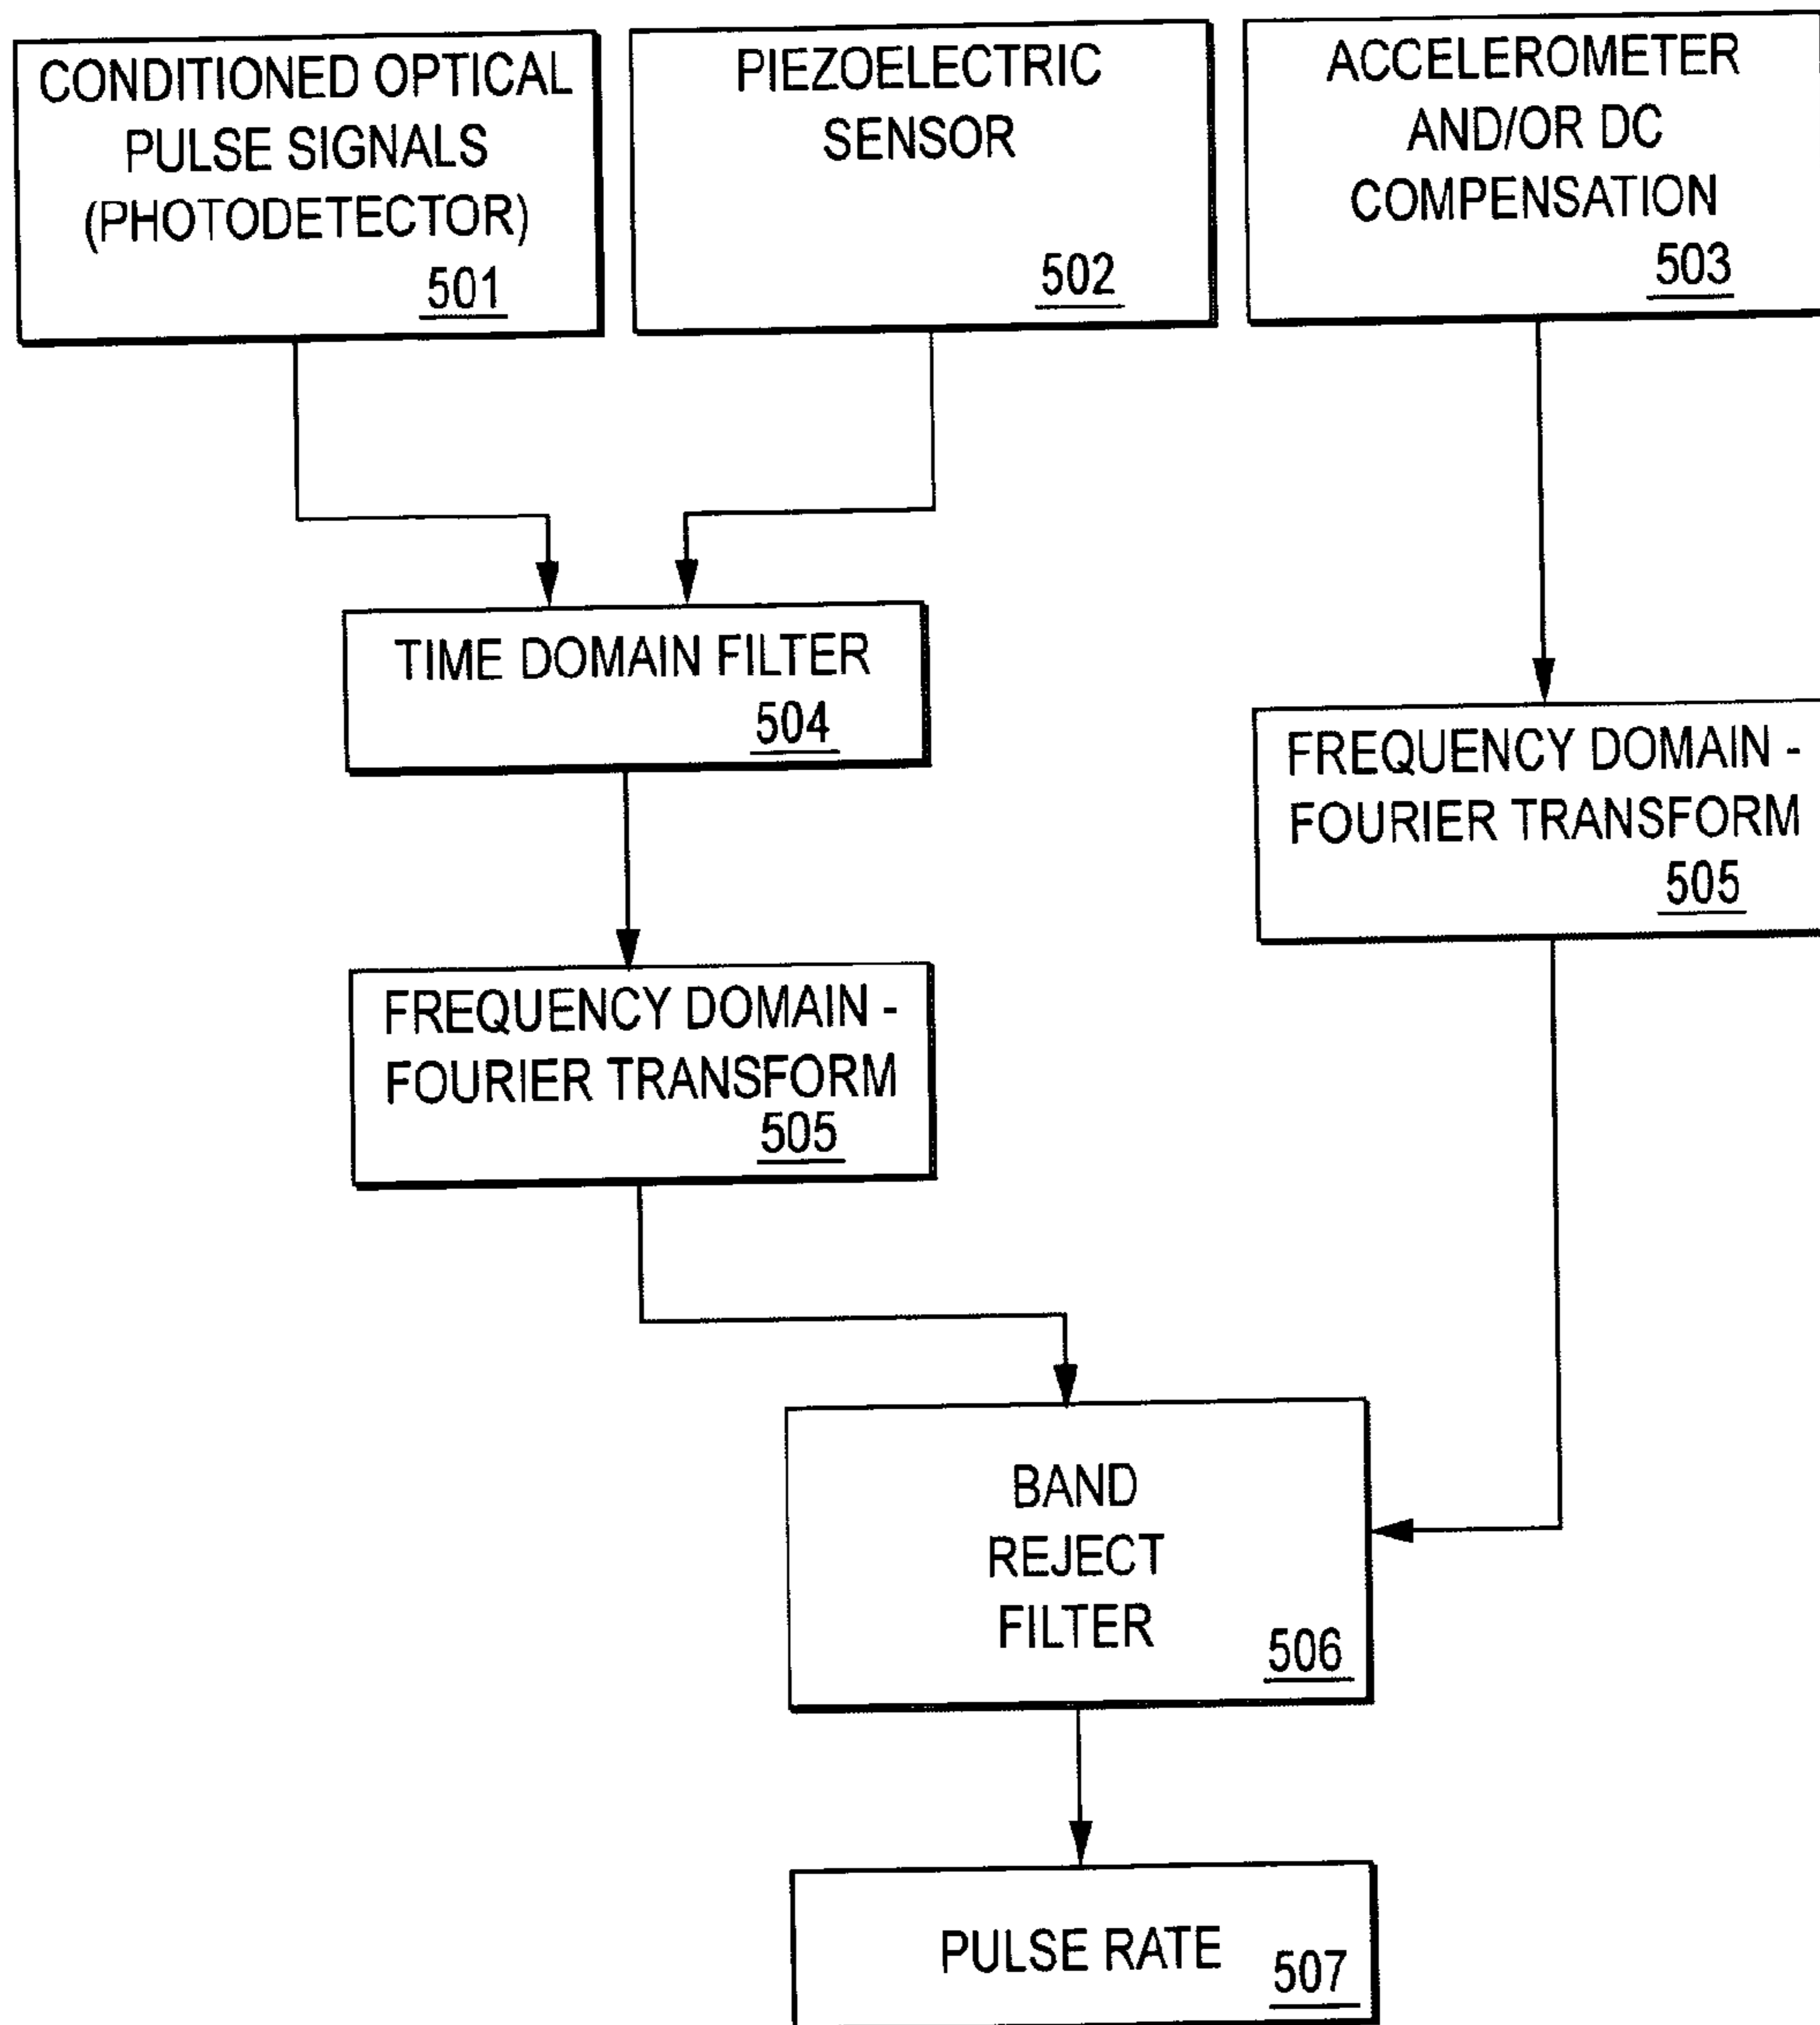 CONDITIONED OPTICAL
PULSE SIGNALS
(PHOTODETECTOR)
501
PIEZOELECTRIC
SENSOR
502
ACCELEROMETER
AND/OR DC
COMPENSATION
503
TIME DOMAIN FILTER
504
FREQUENCY DOMAIN -
FOURIER TRANSFORM
505
FREQUENCY DOMAIN -
FOURIER TRANSFORM
505
BAND
REJECT
FILTER
506
PULSE RATE
507